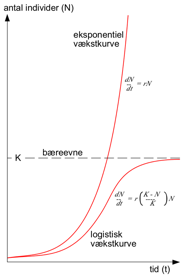 antal individer (N)
eksponentiel
vækstkurve
dN/dt = rN
K
bæreevne
dN/dt = r(K - N/K)N
logistisk
vækstkurve
tid (t)